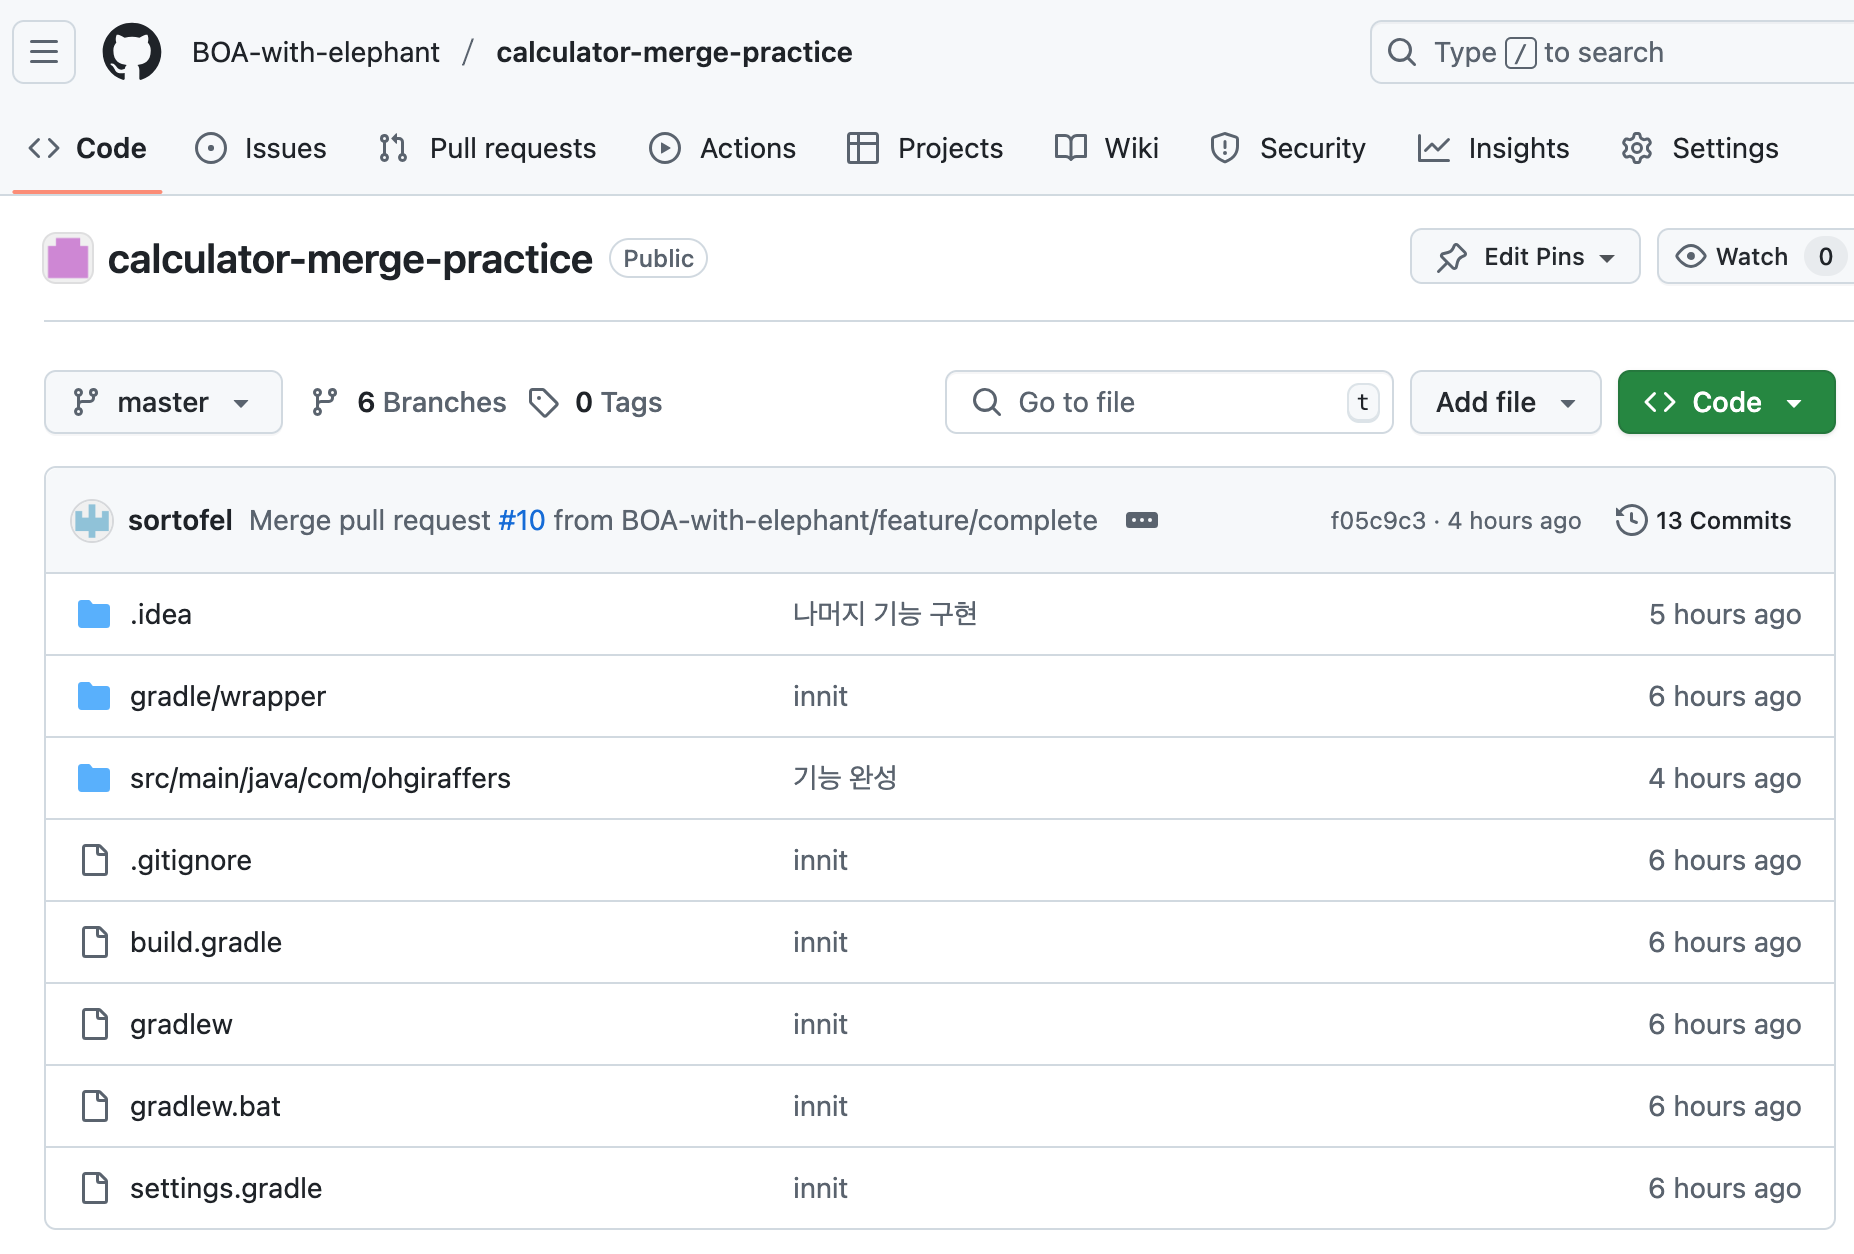 BOA-with-elephant / calculator-merge-practice Type / to search
Code Issues Pull requests Actions Projects Wiki Security Insights Settings
calculator-merge-practice Public Edit Pins Watch 0
master 6 Branches 0 Tags Go to file t Add file Code
sortofel Merge pull request #10 from BOA-with-elephant/feature/complete f05c9c3 · 4 hours ago 13 Commits
.idea 나머지 기능 구현 5 hours ago
gradle/wrapper innit 6 hours ago
src/main/java/com/ohgiraffers 기능 완성 4 hours ago
.gitignore innit 6 hours ago
build.gradle innit 6 hours ago
gradlew innit 6 hours ago
gradlew.bat innit 6 hours ago
settings.gradle innit 6 hours ago